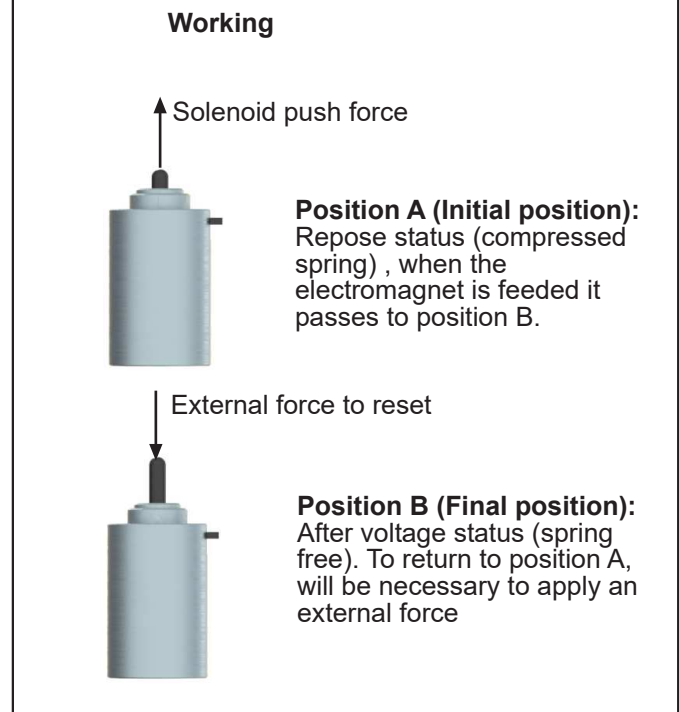 Working
Solenoid push force
Position A (Initial position):
Repose status (compressed
spring) , when the
electromagnet is feeded it
passes to position B.
External force to reset
Position B (Final position):
After voltage status (spring
free). To return to position A,
will be necessary to apply an
external force